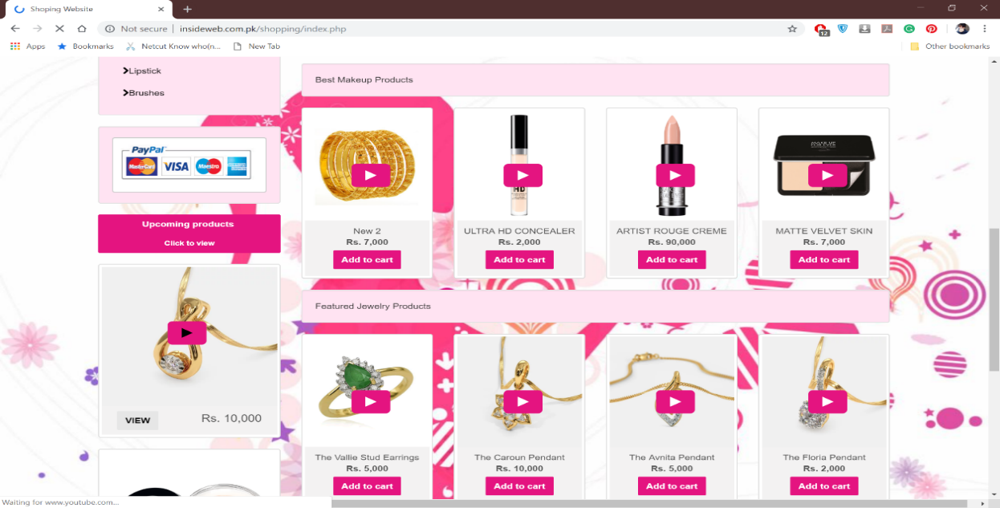 Shoping Website
Not secure | insideweb.com.pk/shopping/index.php
12
Apps Bookmarks Netcut Know who(n... New Tab Other bookmarks
Lipstick
Brushes
PayPal
MasterCard VISA Maestro
Upcoming products
Click to view
VIEW Rs. 10,000
Best Makeup Products
HD
MAKE UP
FOR EVER
New 2 ULTRA HD CONCEALER ARTIST ROUGE CREME MATTE VELVET SKIN
Rs. 7,000 Rs. 2,000 Rs. 90,000 Rs. 7,000
Add to cart Add to cart Add to cart Add to cart
Featured Jewelry Products
The Vallie Stud Earrings The Caroun Pendant The Avnita Pendant The Floria Pendant
Rs. 5,000 Rs. 10,000 Rs. 5,000 Rs. 2,000
Add to cart Add to cart Add to cart Add to cart
Waiting for www.youtube.com...